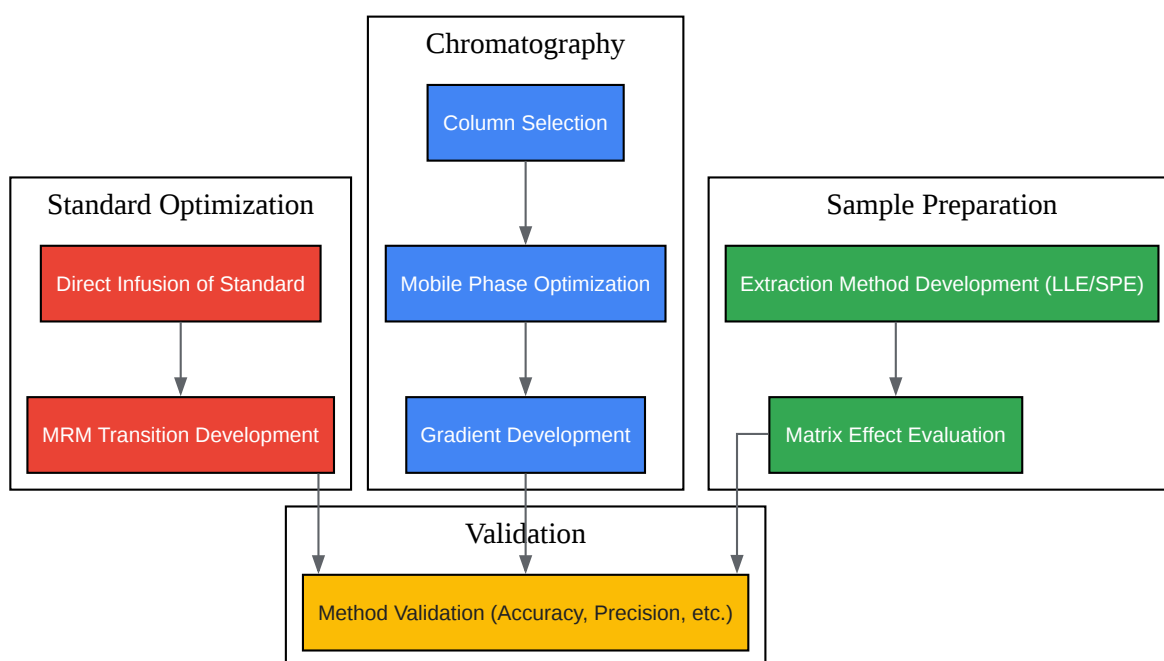 Chromatography
Column Selection
Mobile Phase Optimization
Gradient Development
Standard Optimization
Direct Infusion of Standard
MRM Transition Development
Sample Preparation
Extraction Method Development (LLE/SPE)
Matrix Effect Evaluation
Validation
Method Validation (Accuracy, Precision, etc.)